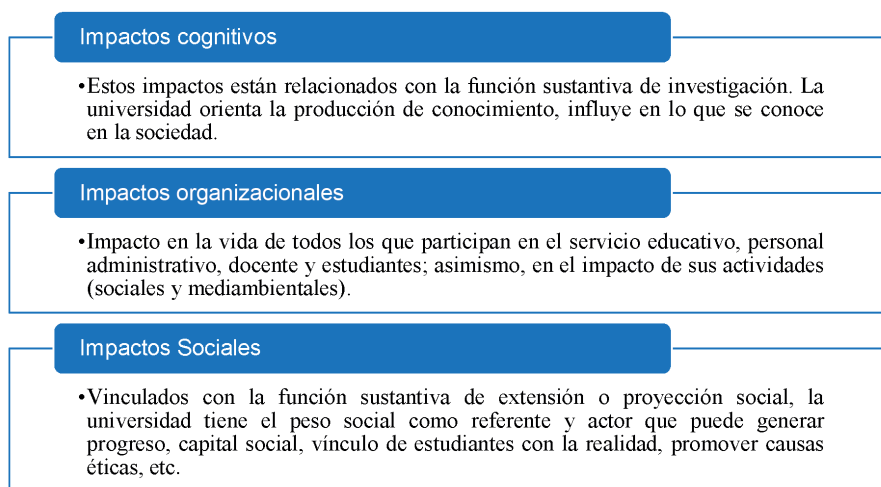 Impactos cognitivos
•Estos impactos están relacionados con la función sustantiva de investigación. La
universidad orienta la producción de conocimiento, influye en lo que se conoce
en la sociedad.
Impactos organizacionales
•Impacto en la vida de todos los que participan en el servicio educativo, personal
administrativo, docente y estudiantes; asimismo, en el impacto de sus actividades
(sociales y mediambientales).
Impactos Sociales
•Vinculados con la función sustantiva de extensión o proyección social, la
universidad tiene el peso social como referente y actor que puede generar
progreso, capital social, vínculo de estudiantes con la realidad, promover causas
éticas, etc.